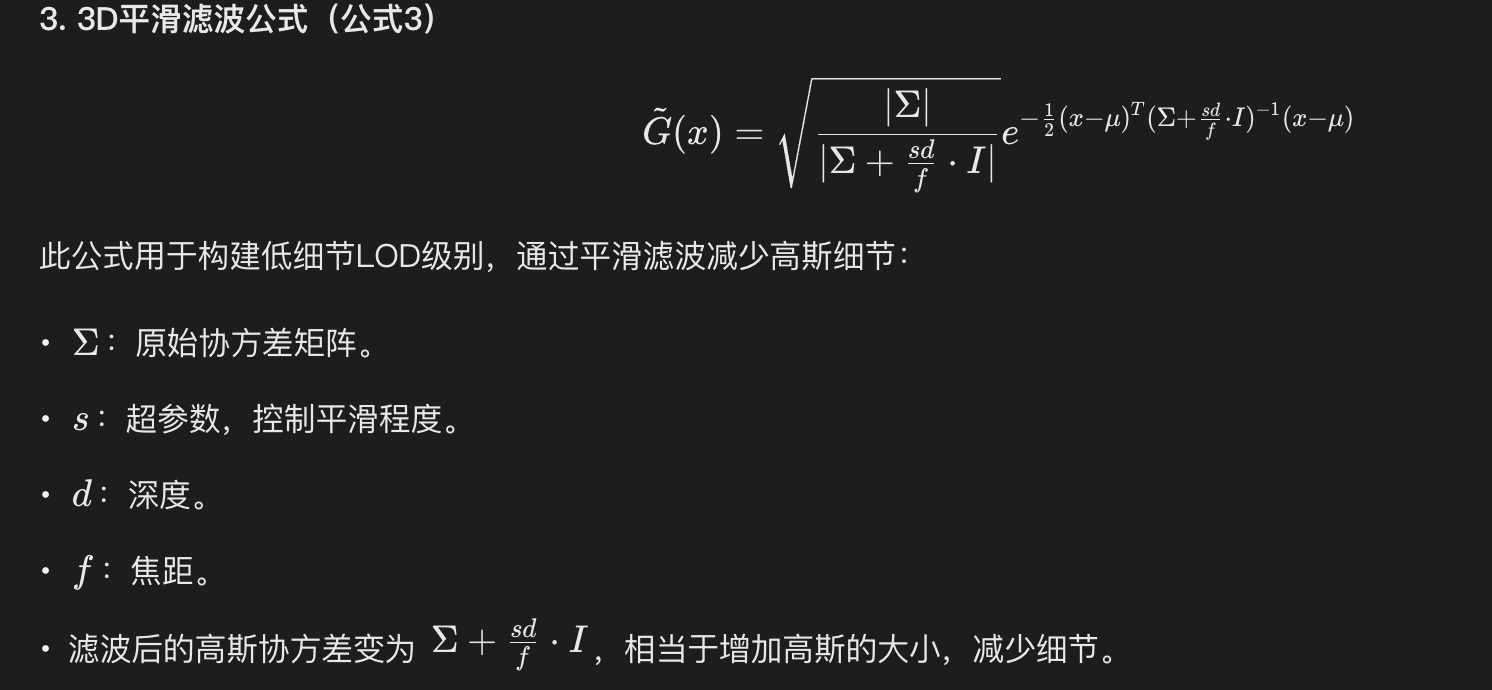 3. 3D平滑滤波公式（公式3）
$$\tilde{G}(x) = \sqrt{\frac{|\Sigma|}{|\Sigma + \frac{sd}{f} \cdot I|}} e^{-\frac{1}{2}(x-\mu)^T(\Sigma+\frac{sd}{f}\cdot I)^{-1}(x-\mu)}$$
此公式用于构建低细节LOD级别，通过平滑滤波减少高斯细节：
• $\Sigma$：原始协方差矩阵。
• $s$：超参数，控制平滑程度。
• $d$：深度。
• $f$：焦距。
• 滤波后的高斯协方差变为 $\Sigma + \frac{sd}{f} \cdot I$，相当于增加高斯的大小，减少细节。